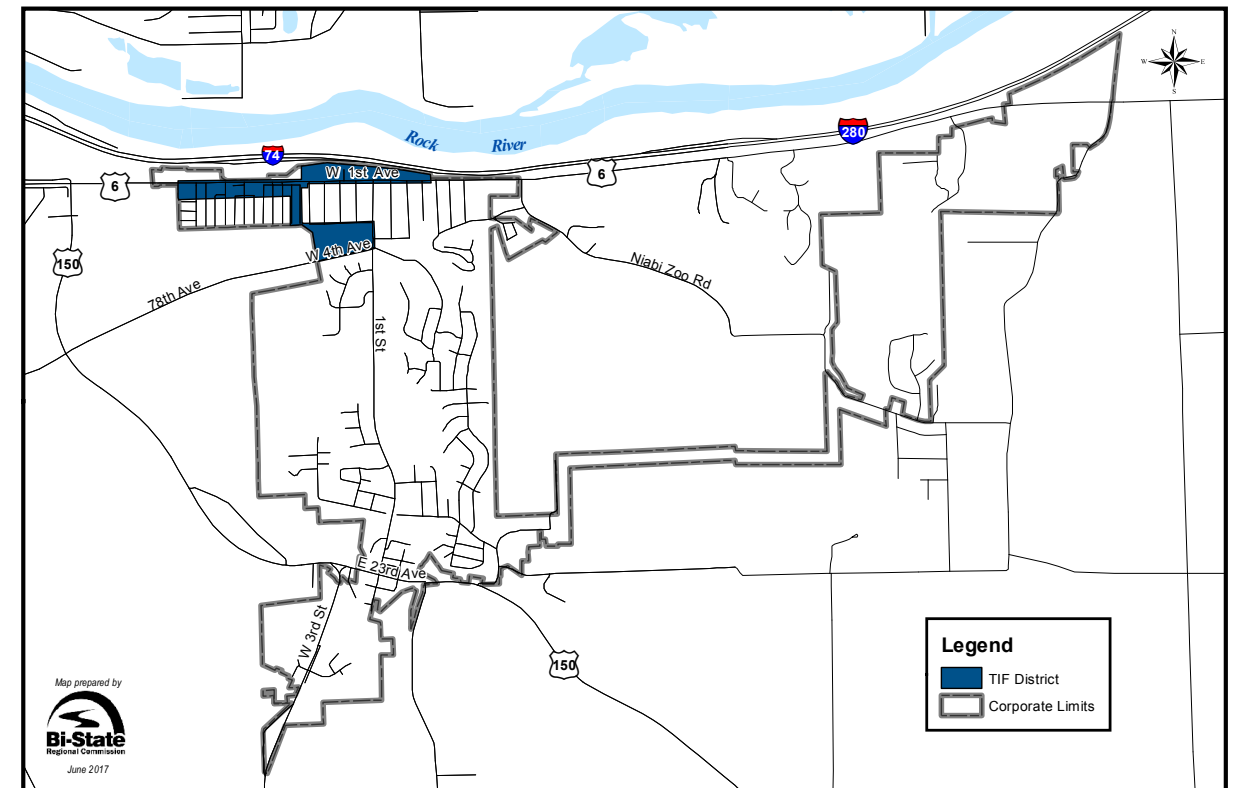 N
W E
S
Rock River
280
74
W 1st Ave
6
6
150
W 4th Ave
78th Ave
Niabi Zoo Rd
1st St
E 23rd Ave
W 3rd St
150
Legend
TIF District
Corporate Limits
Map prepared by
Bi-State
Regional Commission
June 2017